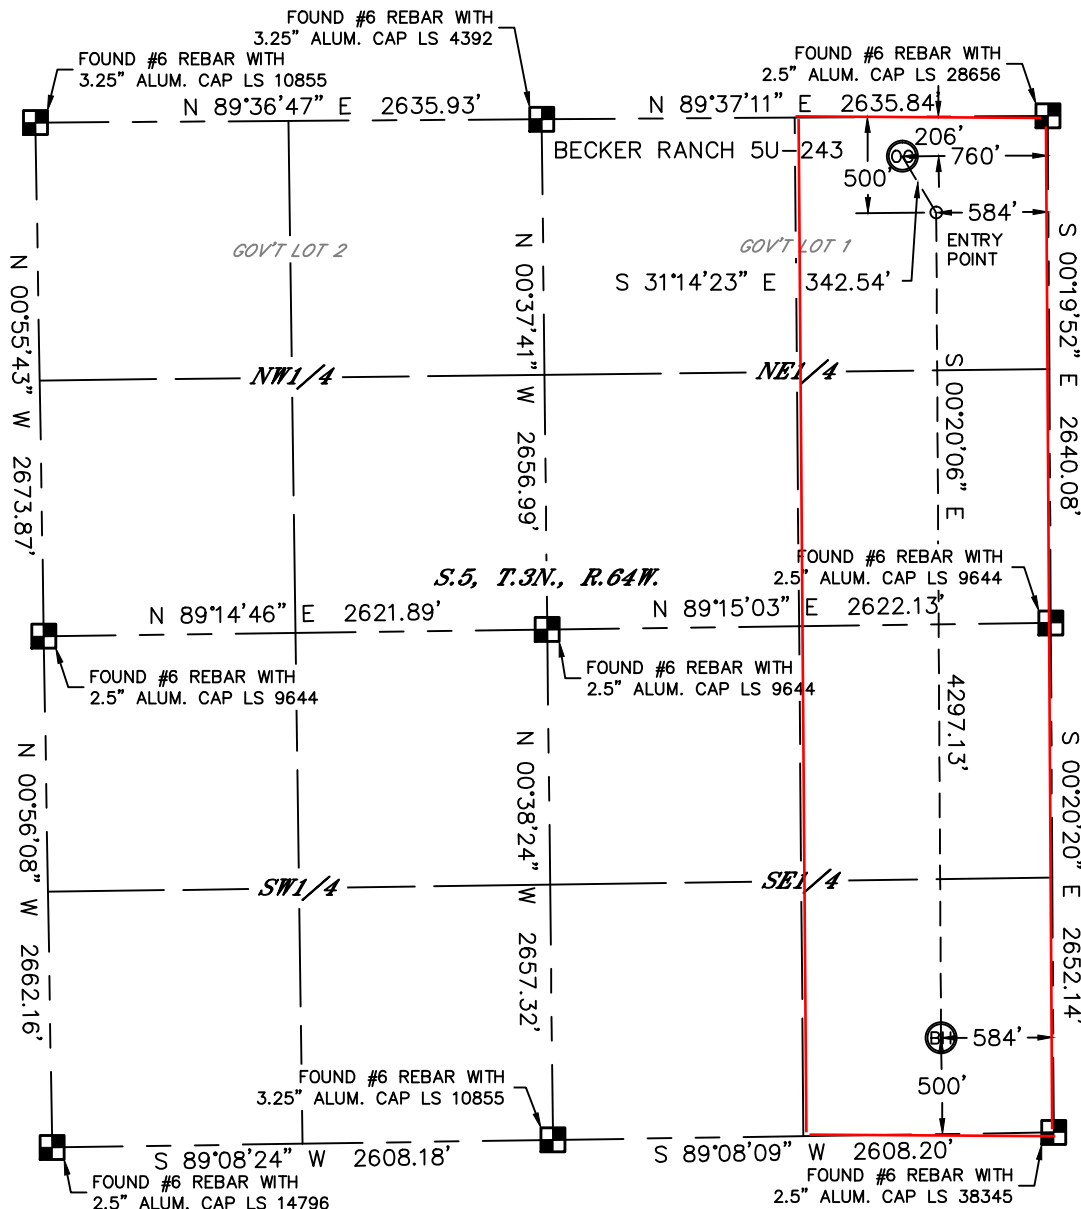 FOUND #6 REBAR WITH
3.25" ALUM. CAP LS 4392
FOUND #6 REBAR WITH
3.25" ALUM. CAP LS 10855
FOUND #6 REBAR WITH
2.5" ALUM. CAP LS 28656
N 89°36'47" E 2635.93'
N 89°37'11" E 2635.84'
206'
BECKER RANCH 5U-243
OG
760'
500'
584'
ENTRY
POINT
GOV'T LOT 2
GOV'T LOT 1
S 31°14'23" E 342.54'
N 00°55'43" W 2673.87'
N 00°37'41" W 2656.99'
S 00°20'06" E 4297.13'
S 00°19'52" E 2640.08'
NW1/4
NE1/4
S.5, T.3N., R.64W.
FOUND #6 REBAR WITH
2.5" ALUM. CAP LS 9644
N 89°14'46" E 2621.89'
N 89°15'03" E 2622.13'
FOUND #6 REBAR WITH
2.5" ALUM. CAP LS 9644
FOUND #6 REBAR WITH
2.5" ALUM. CAP LS 9644
N 00°56'08" W 2662.16'
N 00°38'24" W 2657.32'
S 00°20'20" E 2652.14'
SW1/4
SE1/4
BH
584'
500'
FOUND #6 REBAR WITH
3.25" ALUM. CAP LS 10855
S 89°08'24" W 2608.18'
S 89°08'09" W 2608.20'
FOUND #6 REBAR WITH
2.5" ALUM. CAP LS 14796
FOUND #6 REBAR WITH
2.5" ALUM. CAP LS 38345